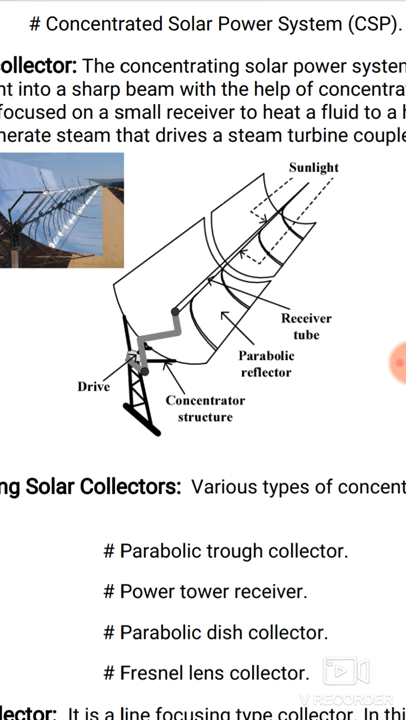 # Concentrated Solar Power System (CSP).
ollector: The concentrating solar power system
nt into a sharp beam with the help of concentra
focused on a small receiver to heat a fluid to a h
nerate steam that drives a steam turbine couple
Sunlight
Receiver
tube
Parabolic
reflector
Drive
Concentrator
structure
ng Solar Collectors: Various types of concent
# Parabolic trough collector.
# Power tower receiver.
# Parabolic dish collector.
# Fresnel lens collector.
V RECORDER
lector: It is a line focusing type collector. In thi